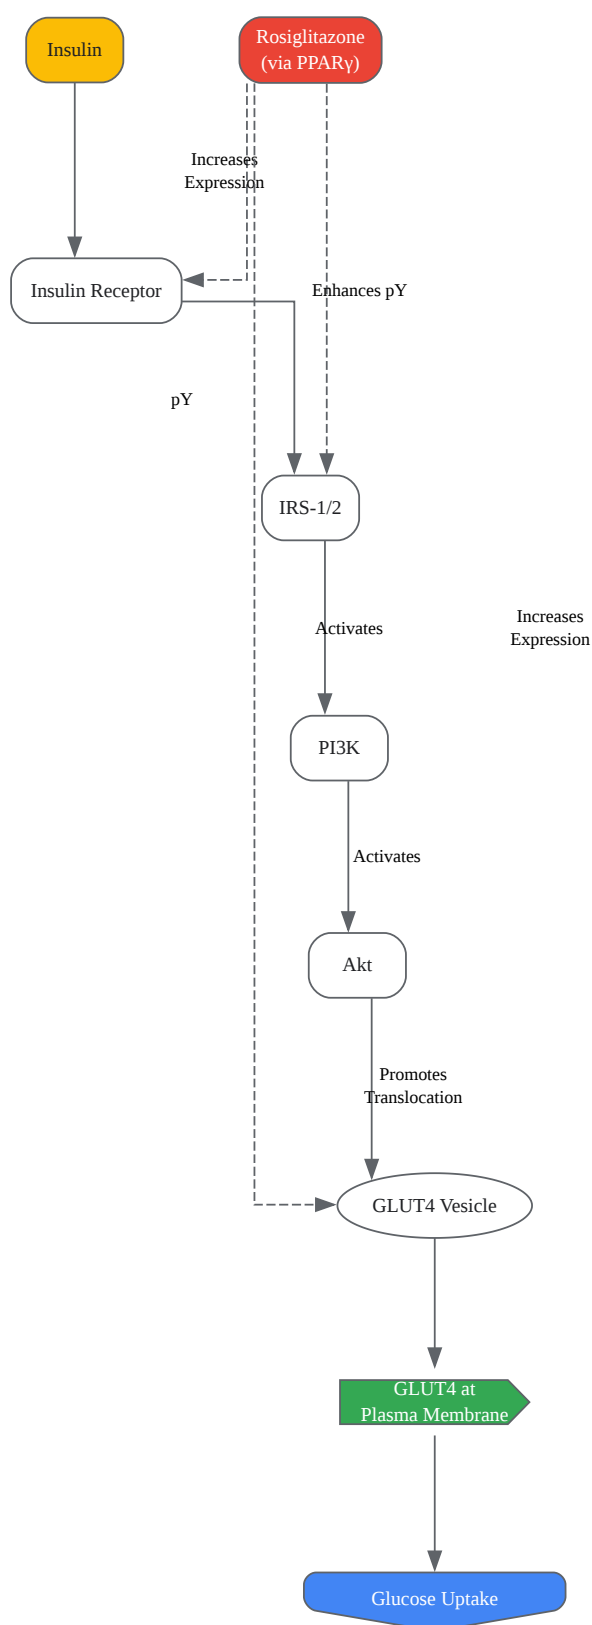 Insulin
Rosiglitazone
(via PPARγ)
Increases
Expression
Insulin Receptor
Enhances pY
pY
IRS-1/2
Activates
Increases
Expression
PI3K
Activates
Akt
Promotes
Translocation
GLUT4 Vesicle
GLUT4 at
Plasma Membrane
Glucose Uptake